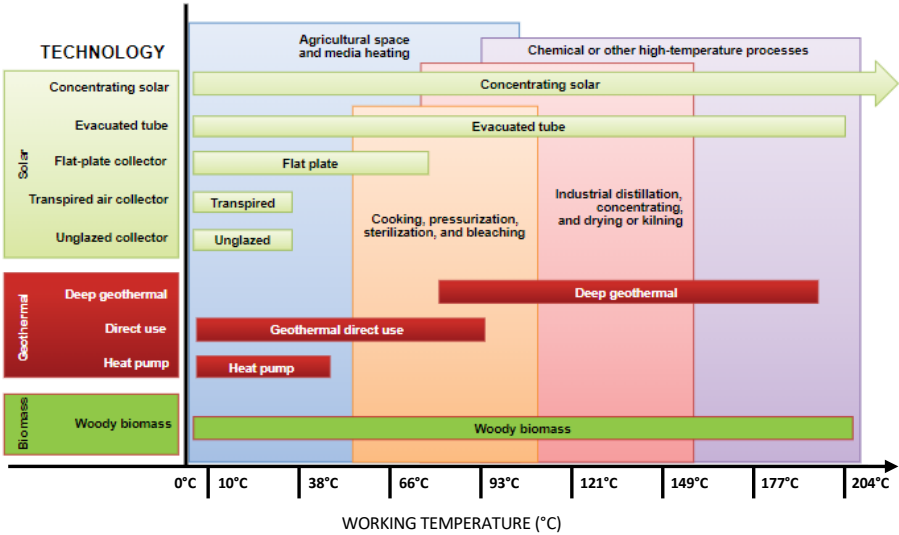 TECHNOLOGY
Agricultural space
and media heating
Chemical or other high-temperature processes
Solar
Concentrating solar
Concentrating solar
Evacuated tube
Evacuated tube
Flat-plate collector
Flat plate
Transpired air collector
Transpired
Unglazed collector
Unglazed
Cooking, pressurization,
sterilization, and bleaching
Industrial distillation,
concentrating,
and drying or kilning
Geothermal
Deep geothermal
Deep geothermal
Direct use
Geothermal direct use
Heat pump
Heat pump
Biomass
Woody biomass
Woody biomass
0°C 10°C 38°C 66°C 93°C 121°C 149°C 177°C 204°C
WORKING TEMPERATURE (°C)